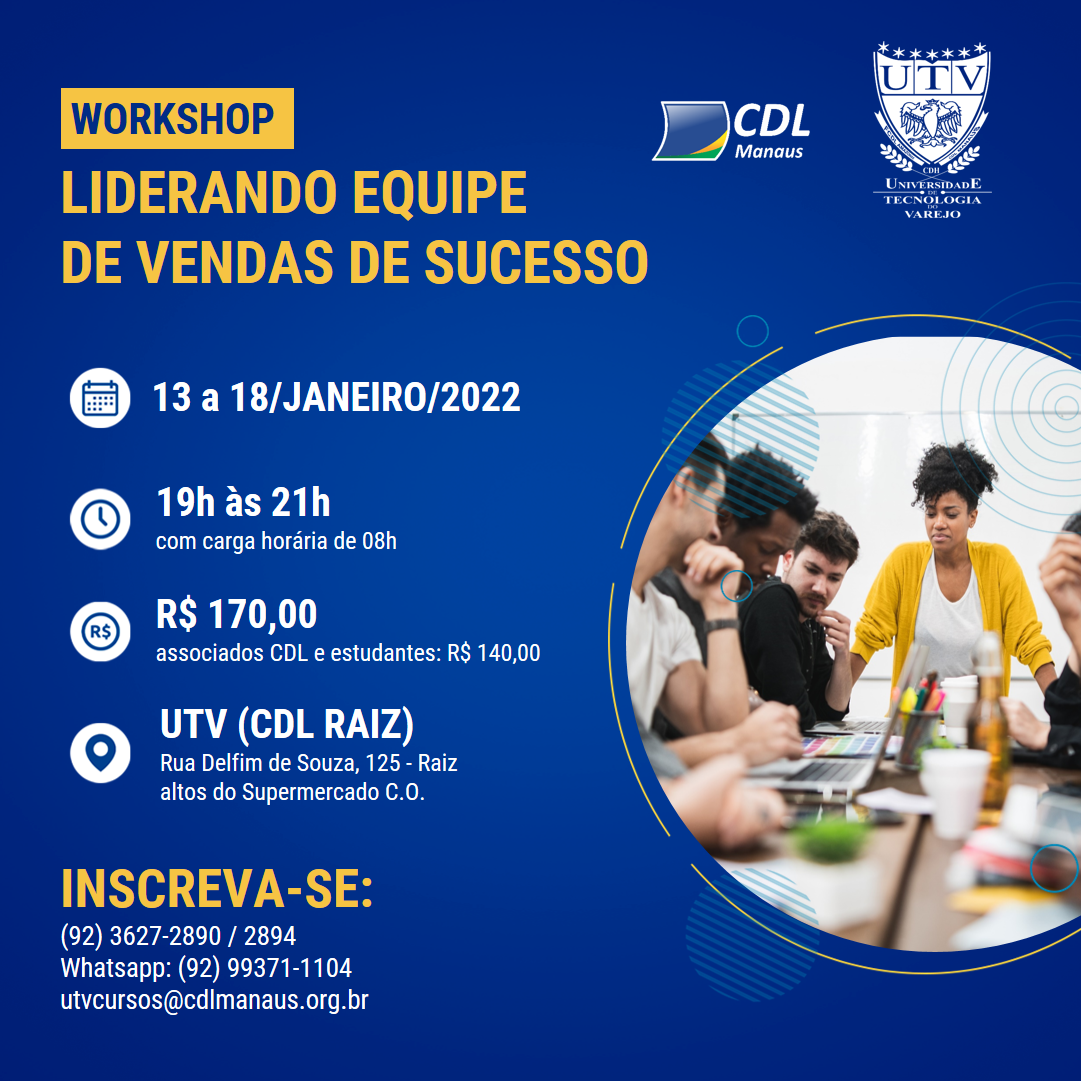 WORKSHOP
LIDERANDO EQUIPE
DE VENDAS DE SUCESSO
CDL
Manaus
UTV
CDH
UNIVERSIDADE
DE
TECNOLOGIA
DO
VAREJO
13 a 18/JANEIRO/2022
19h às 21h
com carga horária de 08h
R$
R$ 170,00
associados CDL e estudantes: R$ 140,00
UTV (CDL RAIZ)
Rua Delfim de Souza, 125 - Raiz
altos do Supermercado C.O.
INSCREVA-SE:
(92) 3627-2890 / 2894
Whatsapp: (92) 99371-1104
utvcursos@cdlmanaus.org.br